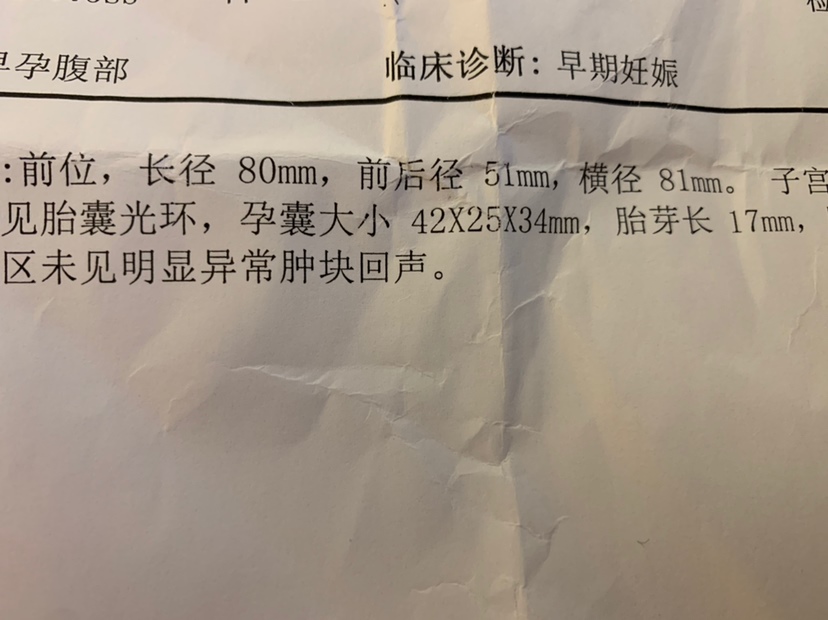 孕腹部 临床诊断: 早期妊娠
:前位，长径 80mm，前后径 51mm，横径 81mm。 子宫
见胎囊光环，孕囊大小 42X25X34mm，胎芽长 17mm，
区未见明显异常肿块回声。